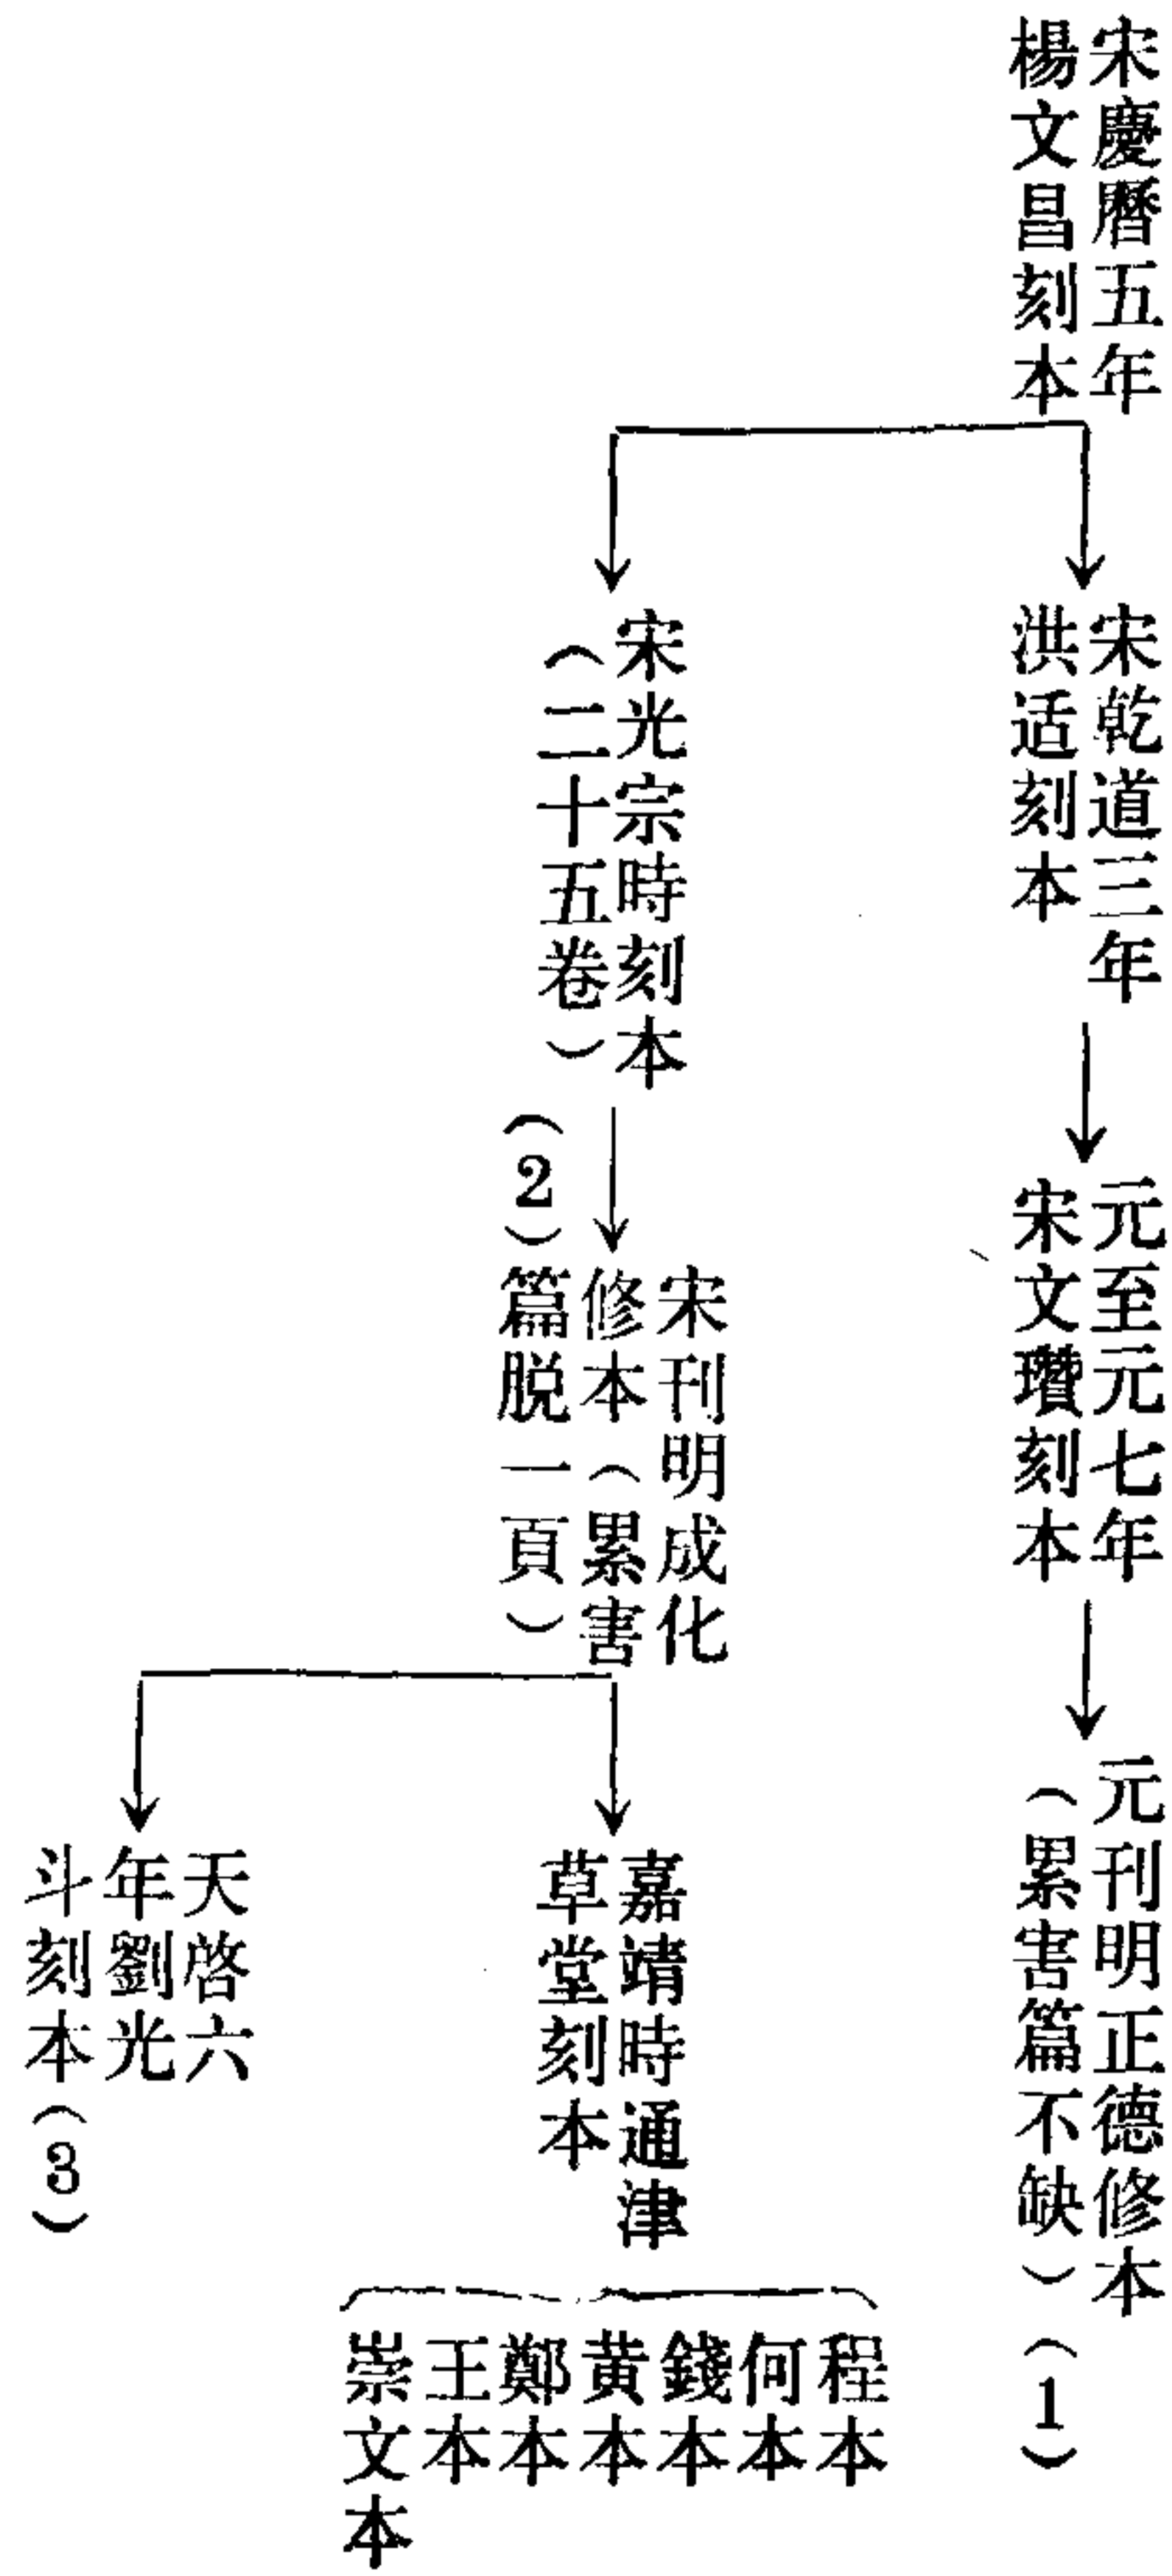 宋慶曆五年
楊文昌刻本
宋乾道三年
洪适刻本
元至元七年
宋文瓚刻本
元刊明正德修本
（累害篇不缺）（1）
宋光宗時刻本
（二十五卷）
宋刊明成化
修本（累害
（2）篇脱一頁）
嘉靖時通津
草堂刻本
程本
何本
錢本
黄本
鄭本
王本
崇文本
天啓六
年劉光
斗刻本（3）